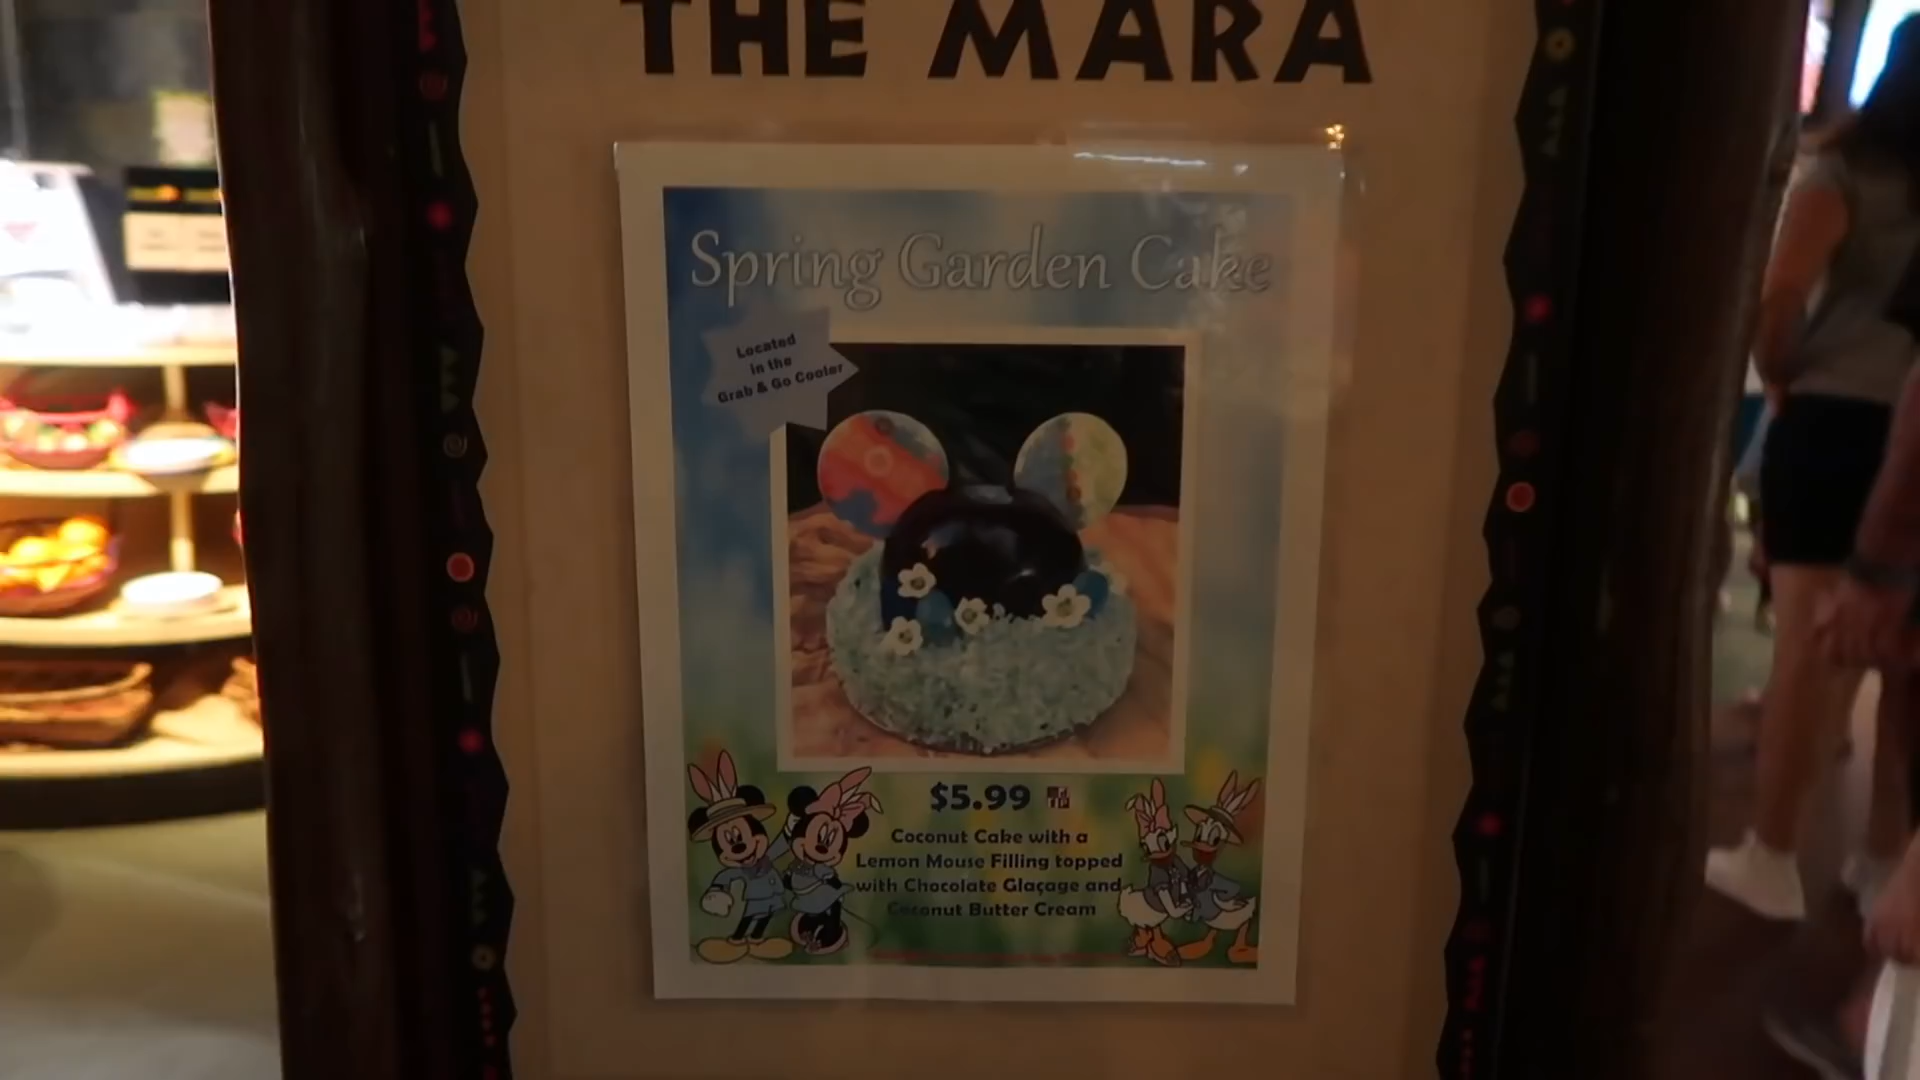 THE MARA
Spring Garden Cake
Located
in the
Grab & Go Cooler
$5.99
Coconut Cake with a
Lemon Mouse Filling topped
with Chocolate Glaçage and
Coconut Butter Cream